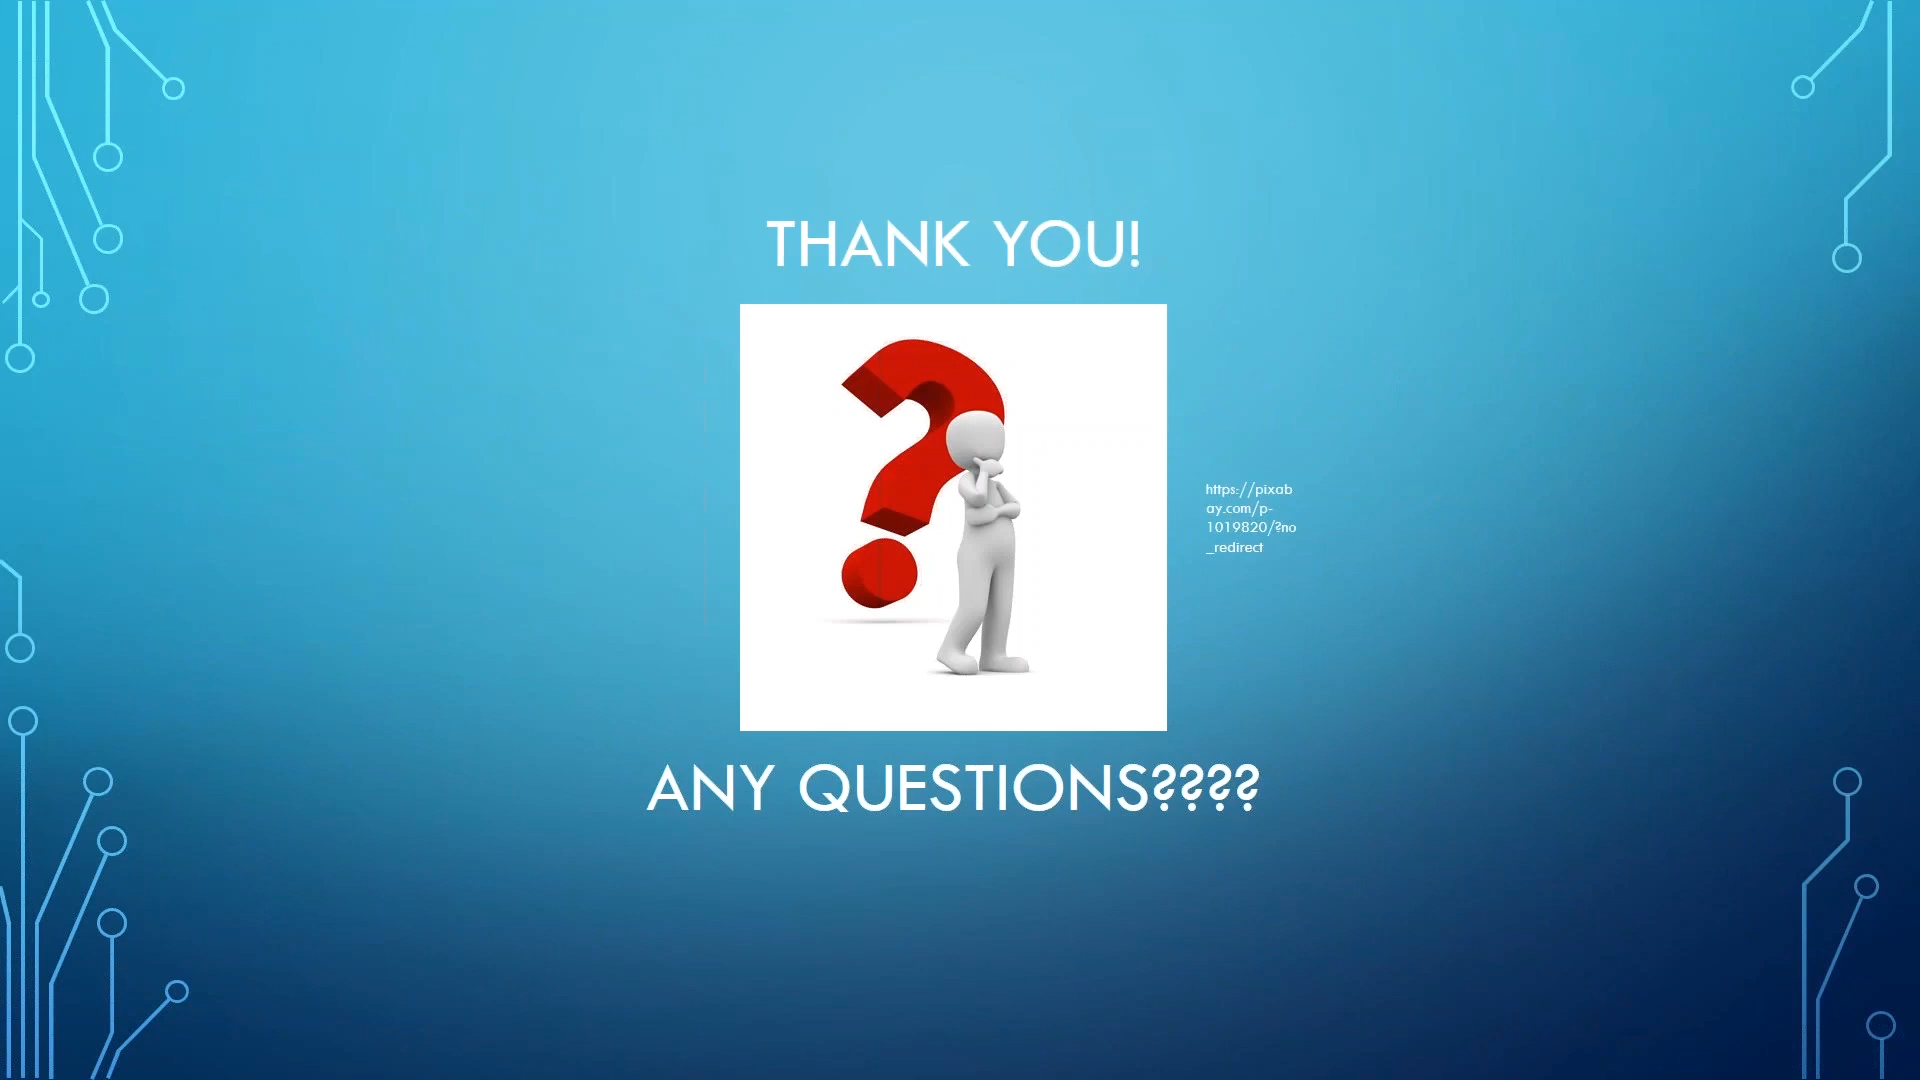 THANK YOU!
https://pixab
ay.com/p-
1019820/?no
_redirect
ANY QUESTIONS????